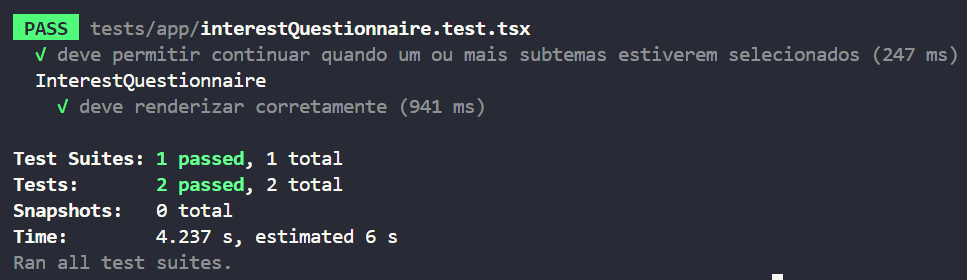 PASS tests/app/interestQuestionnaire.test.tsx
√ deve permitir continuar quando um ou mais subtemas estiverem selecionados (247 ms)
InterestQuestionnaire
√ deve renderizar corretamente (941 ms)
Test Suites: 1 passed, 1 total
Tests: 2 passed, 2 total
Snapshots: 0 total
Time: 4.237 s, estimated 6 s
Ran all test suites.